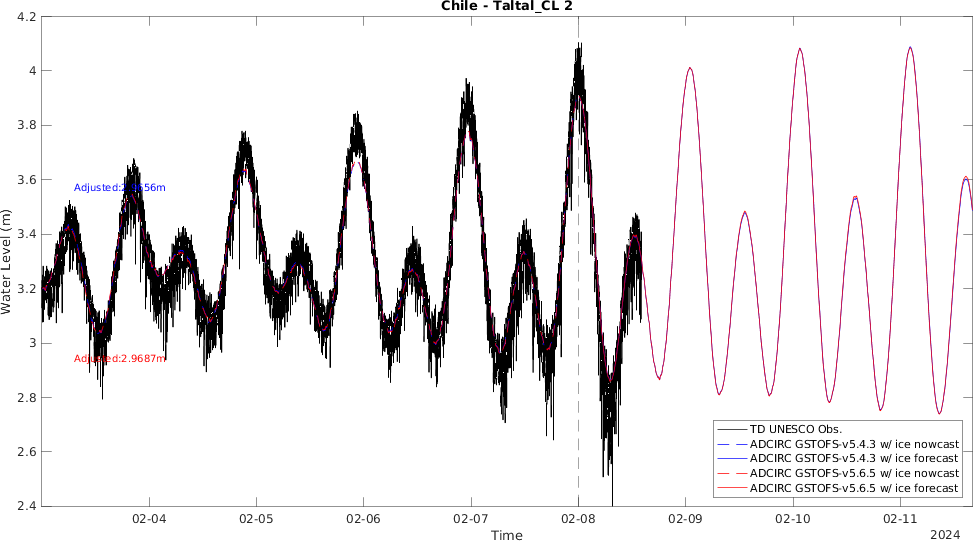 Chile - Taltal_CL 2
4.2
4
3.8
3.6
3.4
3.2
3
2.8
2.6
2.4
Water Level (m)
Adjusted:
Adjusted:2.9687m
TD UNESCO Obs.
ADCIRC GSTOFS-v5.4.3 w/ ice nowcast
ADCIRC GSTOFS-v5.4.3 w/ ice forecast
ADCIRC GSTOFS-v5.6.5 w/ ice nowcast
ADCIRC GSTOFS-v5.6.5 w/ ice forecast
02-04 02-05 02-06 02-07 02-08 02-09 02-10 02-11
Time
2024